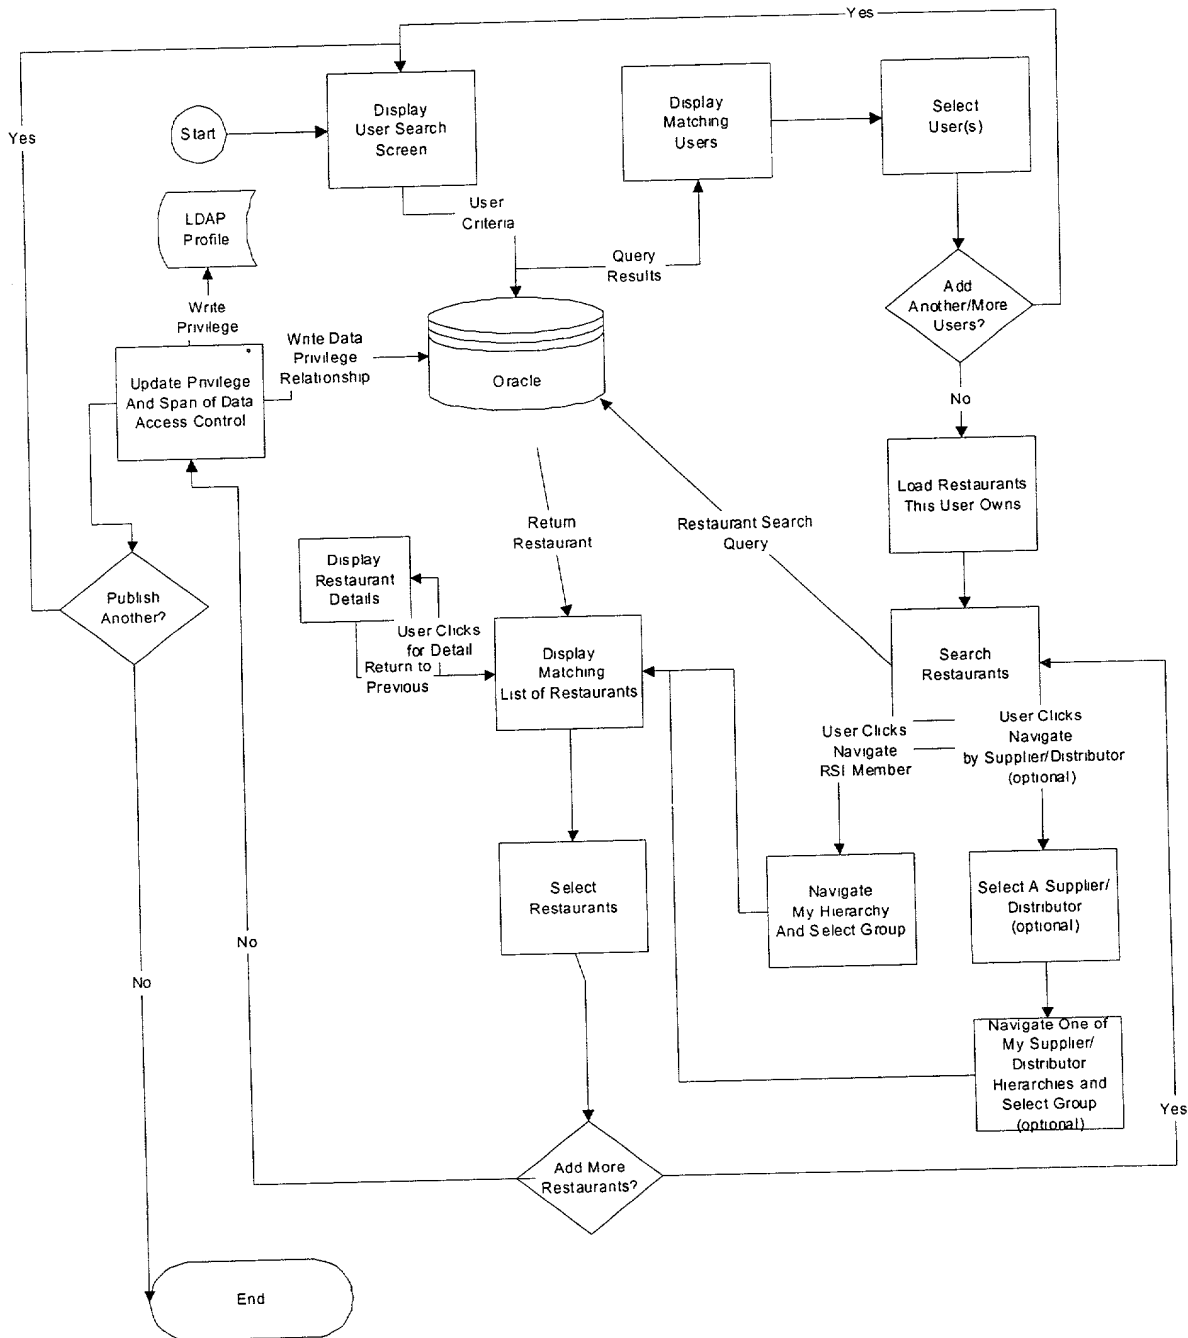 Yes
Yes
Start
Display
User Search
Screen
Display
Matching
Users
Select
User(s)
LDAP
Profile
User
Criteria
Query
Results
Add
Another/More
Users?
Write
Privilege
Write Data
Privilege
Relationship
Oracle
Update Privilege
And Span of Data
Access Control
No
Load Restaurants
This User Owns
Return
Restaurant
Restaurant Search
Query
Display
Restaurant
Details
Publish
Another?
User Clicks
for Detail
Return to
Previous
Display
Matching
List of Restaurants
Search
Restaurants
User Clicks
Navigate
RSI Member
User Clicks
Navigate
by Supplier/Distributor
(optional)
Select
Restaurants
Navigate
My Hierarchy
And Select Group
Select A Supplier/
Distributor
(optional)
No
No
Navigate One of
My Supplier/
Distributor
Hierarchies and
Select Group
(optional)
Yes
Add More
Restaurants?
End